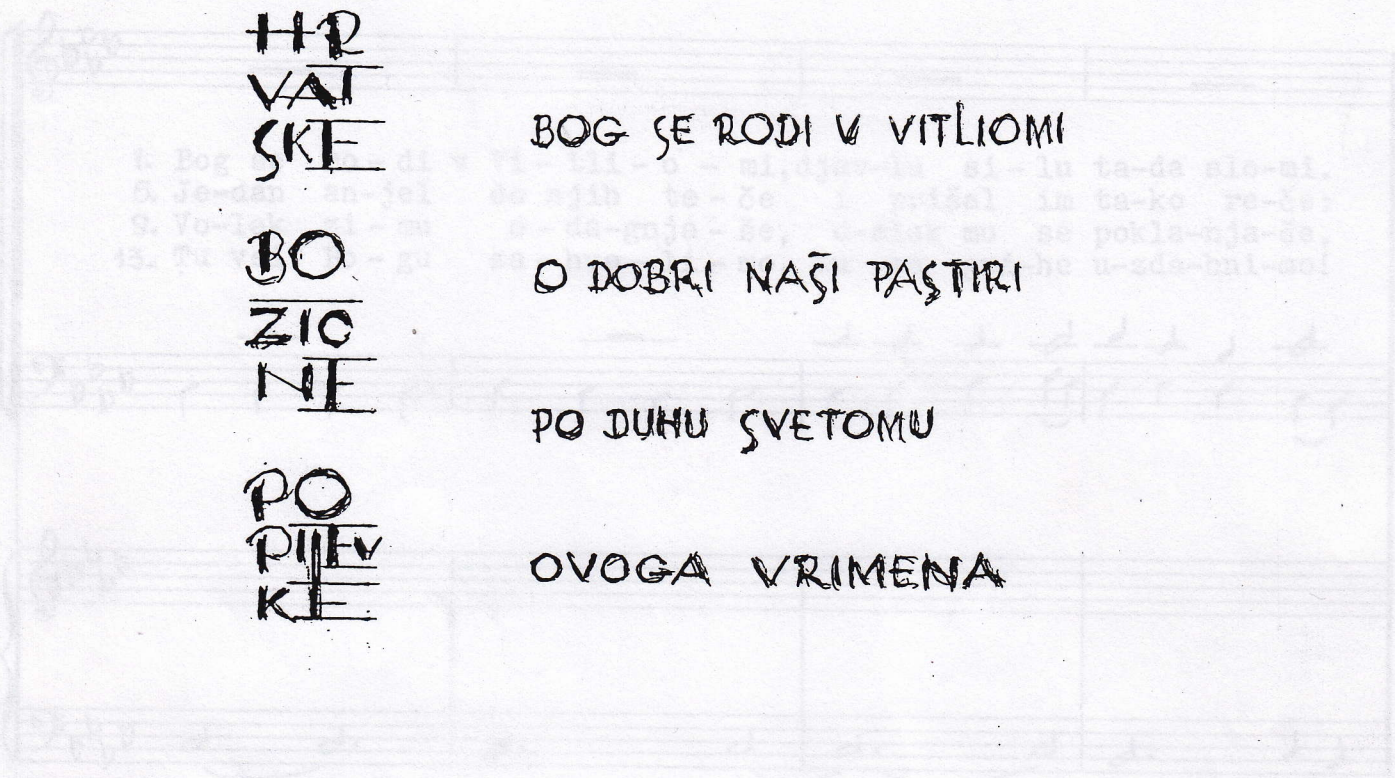 HR
VAT
SKE
BO
ZIC
NE
PO
PIJEV
KE
BOG SE RODI V VITLIOMI
O DOBRI NAŠI PASTIRI
PO DUHU SVETOMU
OVOGA VRIMENA